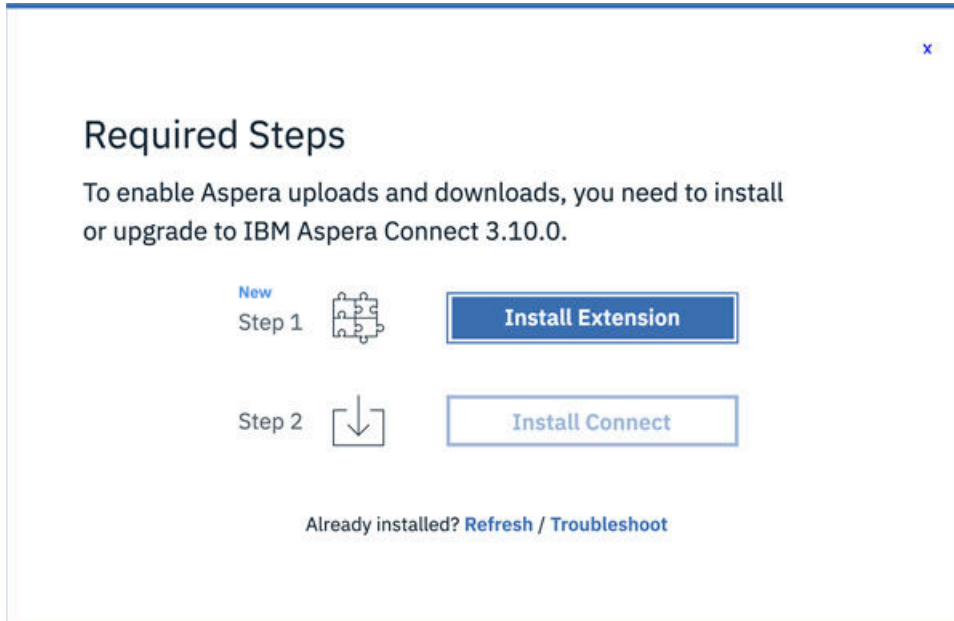 x
Required Steps
To enable Aspera uploads and downloads, you need to install
or upgrade to IBM Aspera Connect 3.10.0.
New
Step 1
Install Extension
Step 2
Install Connect
Already installed? Refresh / Troubleshoot